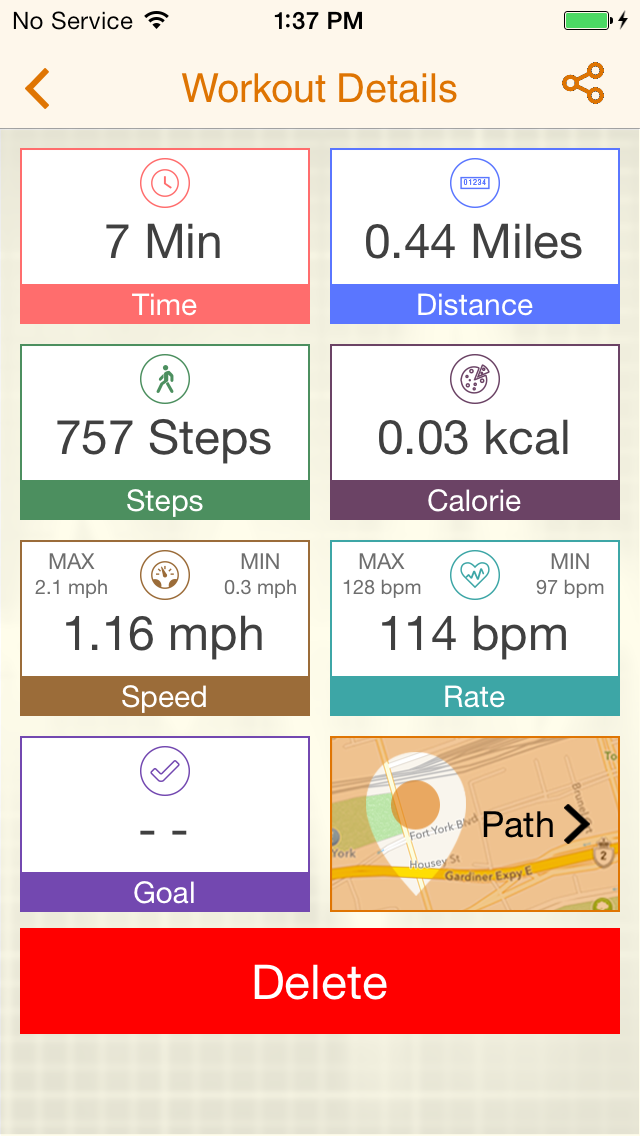 No Service 1:37 PM
Workout Details
7 Min
Time
01234
0.44 Miles
Distance
757 Steps
Steps
0.03 kcal
Calorie
MAX MIN
2.1 mph 0.3 mph
1.16 mph
Speed
MAX MIN
128 bpm 97 bpm
114 bpm
Rate
- -
Goal
To
Fort York Blvd
York
Housey St
Gardiner Expy E
2
Path
Delete